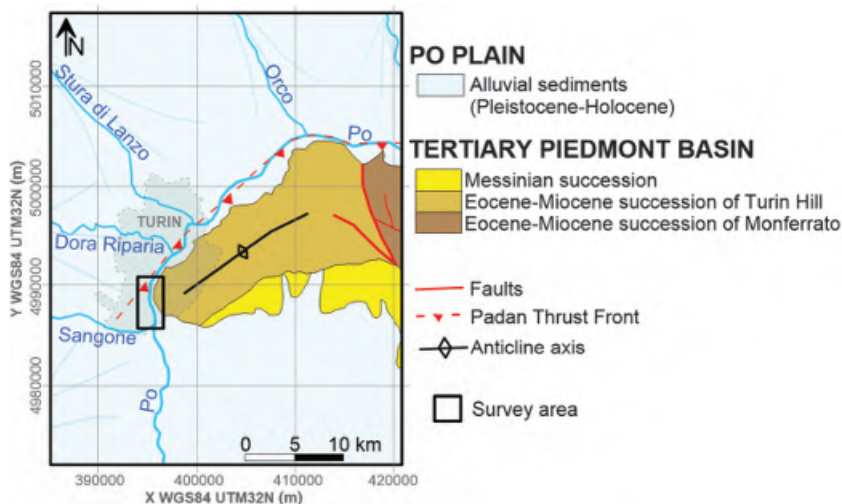 N
Stura di Lanzo
Orco
Po
TURIN
Dora Riparia
Sangone
Po
0 5 10 km
5010000
5000000
4990000
4980000
Y WGS84 UTM32N (m)
390000 400000 410000 420000
X WGS84 UTM32N (m)
PO PLAIN
Alluvial sediments
(Pleistocene-Holocene)
TERTIARY PIEDMONT BASIN
Messinian succession
Eocene-Miocene succession of Turin Hill
Eocene-Miocene succession of Monferrato
Faults
Padan Thrust Front
Anticline axis
Survey area